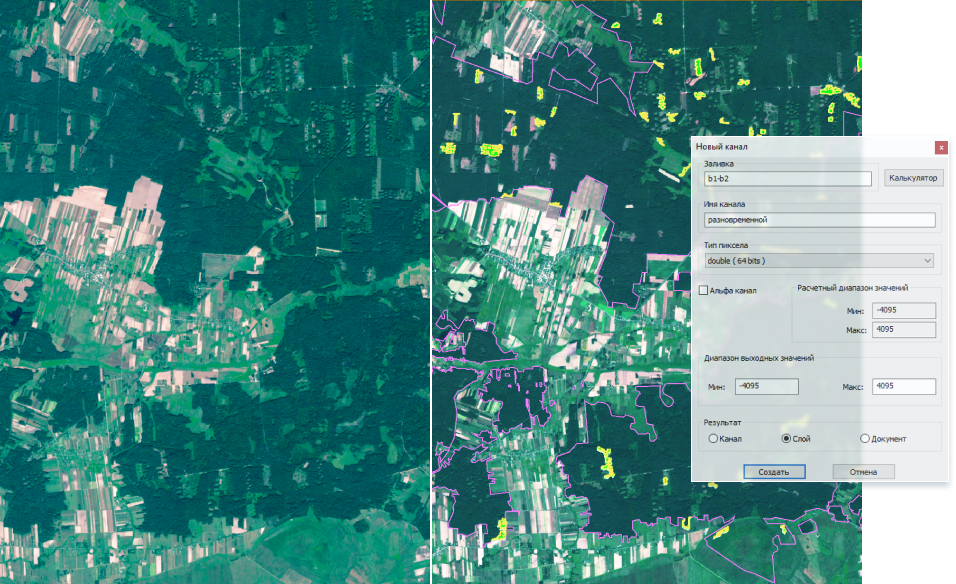 Новый канал
x
Заливка
b1-b2
Калькулятор
Имя канала
разновременной
Тип пиксела
double ( 64 bits )
Альфа канал
Расчетный диапазон значений
Мин:
-4095
Макс:
4095
Диапазон выходных значений
Мин:
-4095
Макс:
4095
Результат
Канал
Слой
Документ
Создать
Отмена